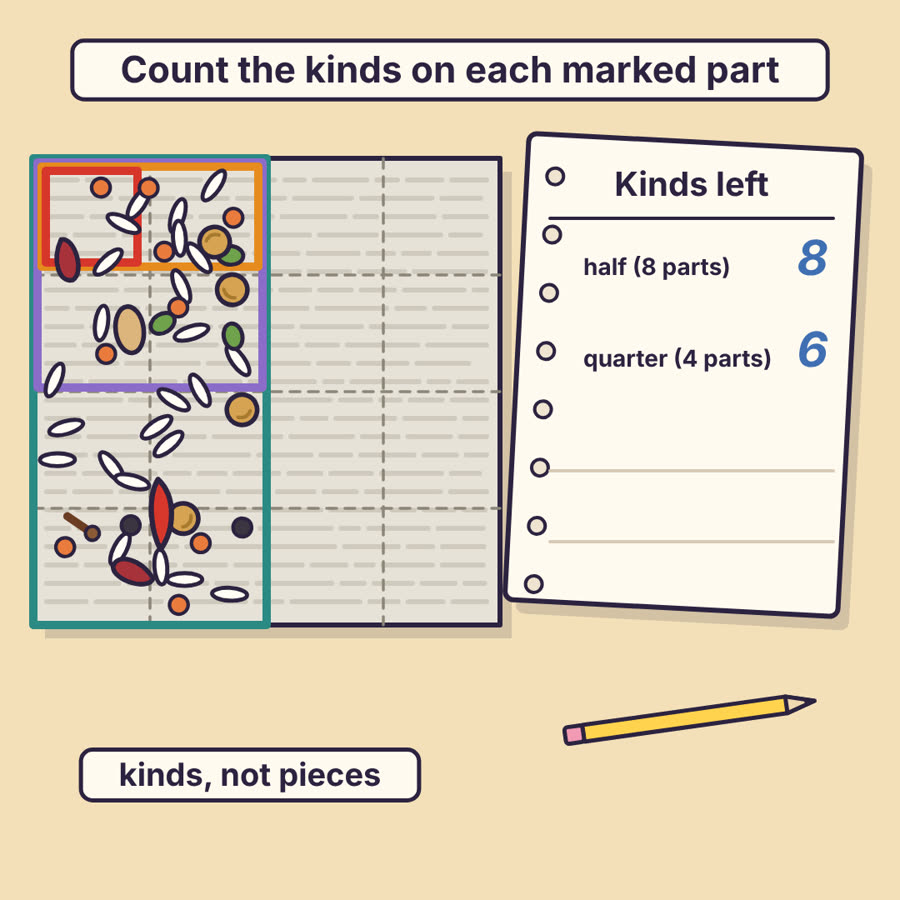 Count the kinds on each marked part
Kinds left
half (8 parts) 8
quarter (4 parts) 6
kinds, not pieces